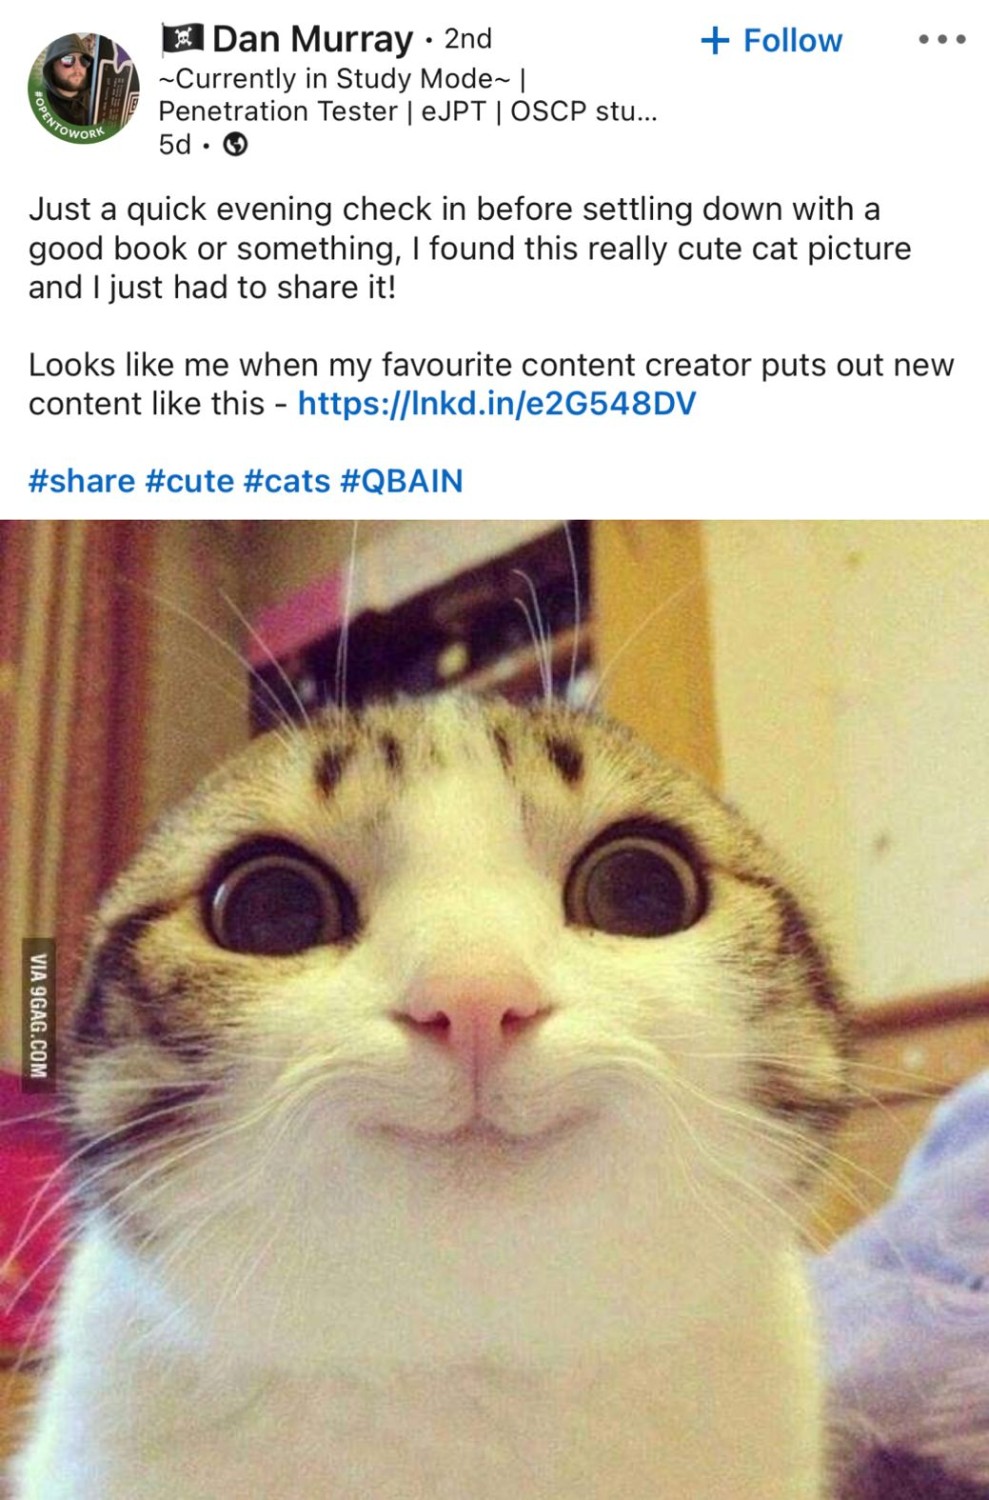 🏴‍☠️ Dan Murray • 2nd
+ Follow
•••
~Currently in Study Mode~ |
Penetration Tester | eJPT | OSCP stu...
5d •
#OPENTOWORK
Just a quick evening check in before settling down with a
good book or something, I found this really cute cat picture
and I just had to share it!
Looks like me when my favourite content creator puts out new
content like this - https://lnkd.in/e2G548DV
#share #cute #cats #QBAIN
VIA 9GAG.COM